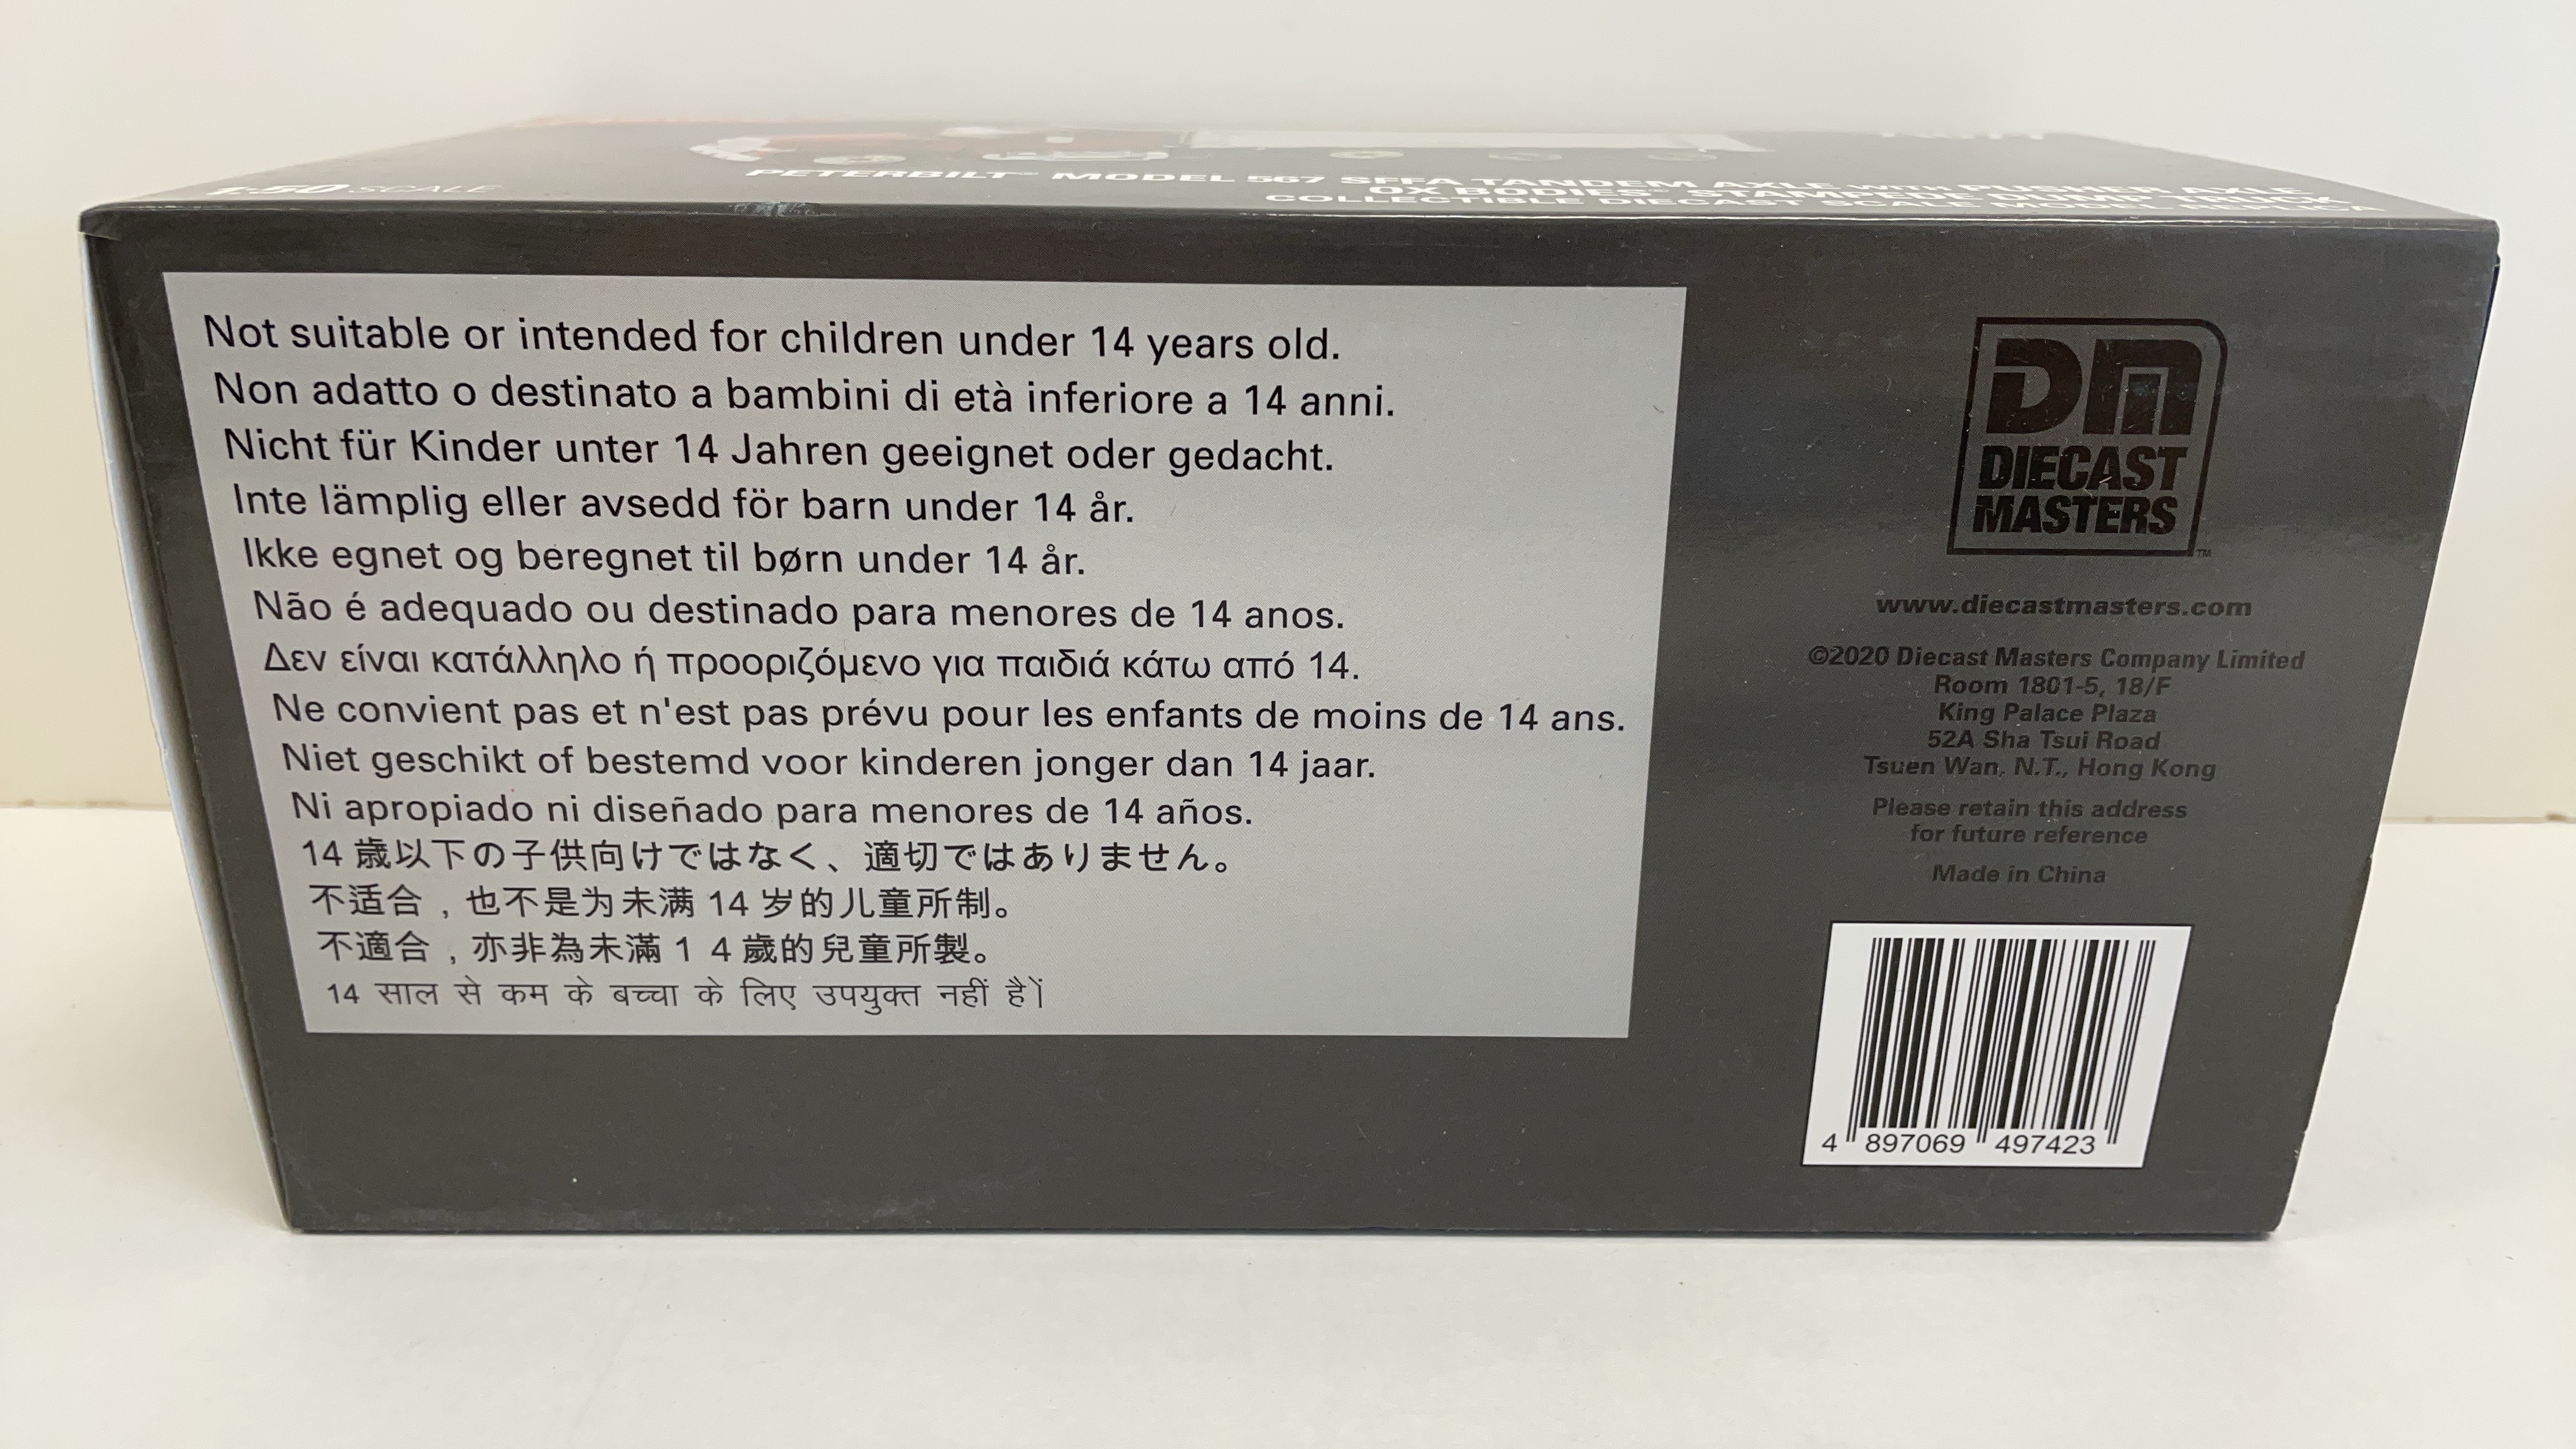 1:50 SCALE
PETERBILT™ MODEL 567 SFFA TANDEM AXLE WITH PUSHER AXLE
OX BODIES™ STAMPEDE DUMP TRUCK
COLLECTIBLE DIECAST SCALE MODEL
Not suitable or intended for children under 14 years old.
Non adatto o destinato a bambini di età inferiore a 14 anni.
Nicht für Kinder unter 14 Jahren geeignet oder gedacht.
Inte lämplig eller avsedd för barn under 14 år.
Ikke egnet og beregnet til børn under 14 år.
Não é adequado ou destinado para menores de 14 anos.
Δεν είναι κατάλληλο ή προοριζόμενο για παιδιά κάτω από 14.
Ne convient pas et n'est pas prévu pour les enfants de moins de 14 ans.
Niet geschikt of bestemd voor kinderen jonger dan 14 jaar.
Ni apropiado ni diseñado para menores de 14 años.
14 歳以下の子供向けではなく、適切ではありません。
不适合，也不是为未满 14 岁的儿童所制。
不適合，亦非為未滿 1 4 歲的兒童所製。
14 साल से कम के बच्चा के लिए उपयुक्त नहीं है।ें
DM
DIECAST
MASTERS
™
www.diecastmasters.com
©2020 Diecast Masters Company Limited
Room 1801-5, 18/F
King Palace Plaza
52A Sha Tsui Road
Tsuen Wan, N.T., Hong Kong
Please retain this address
for future reference
Made in China
4 897069 497423